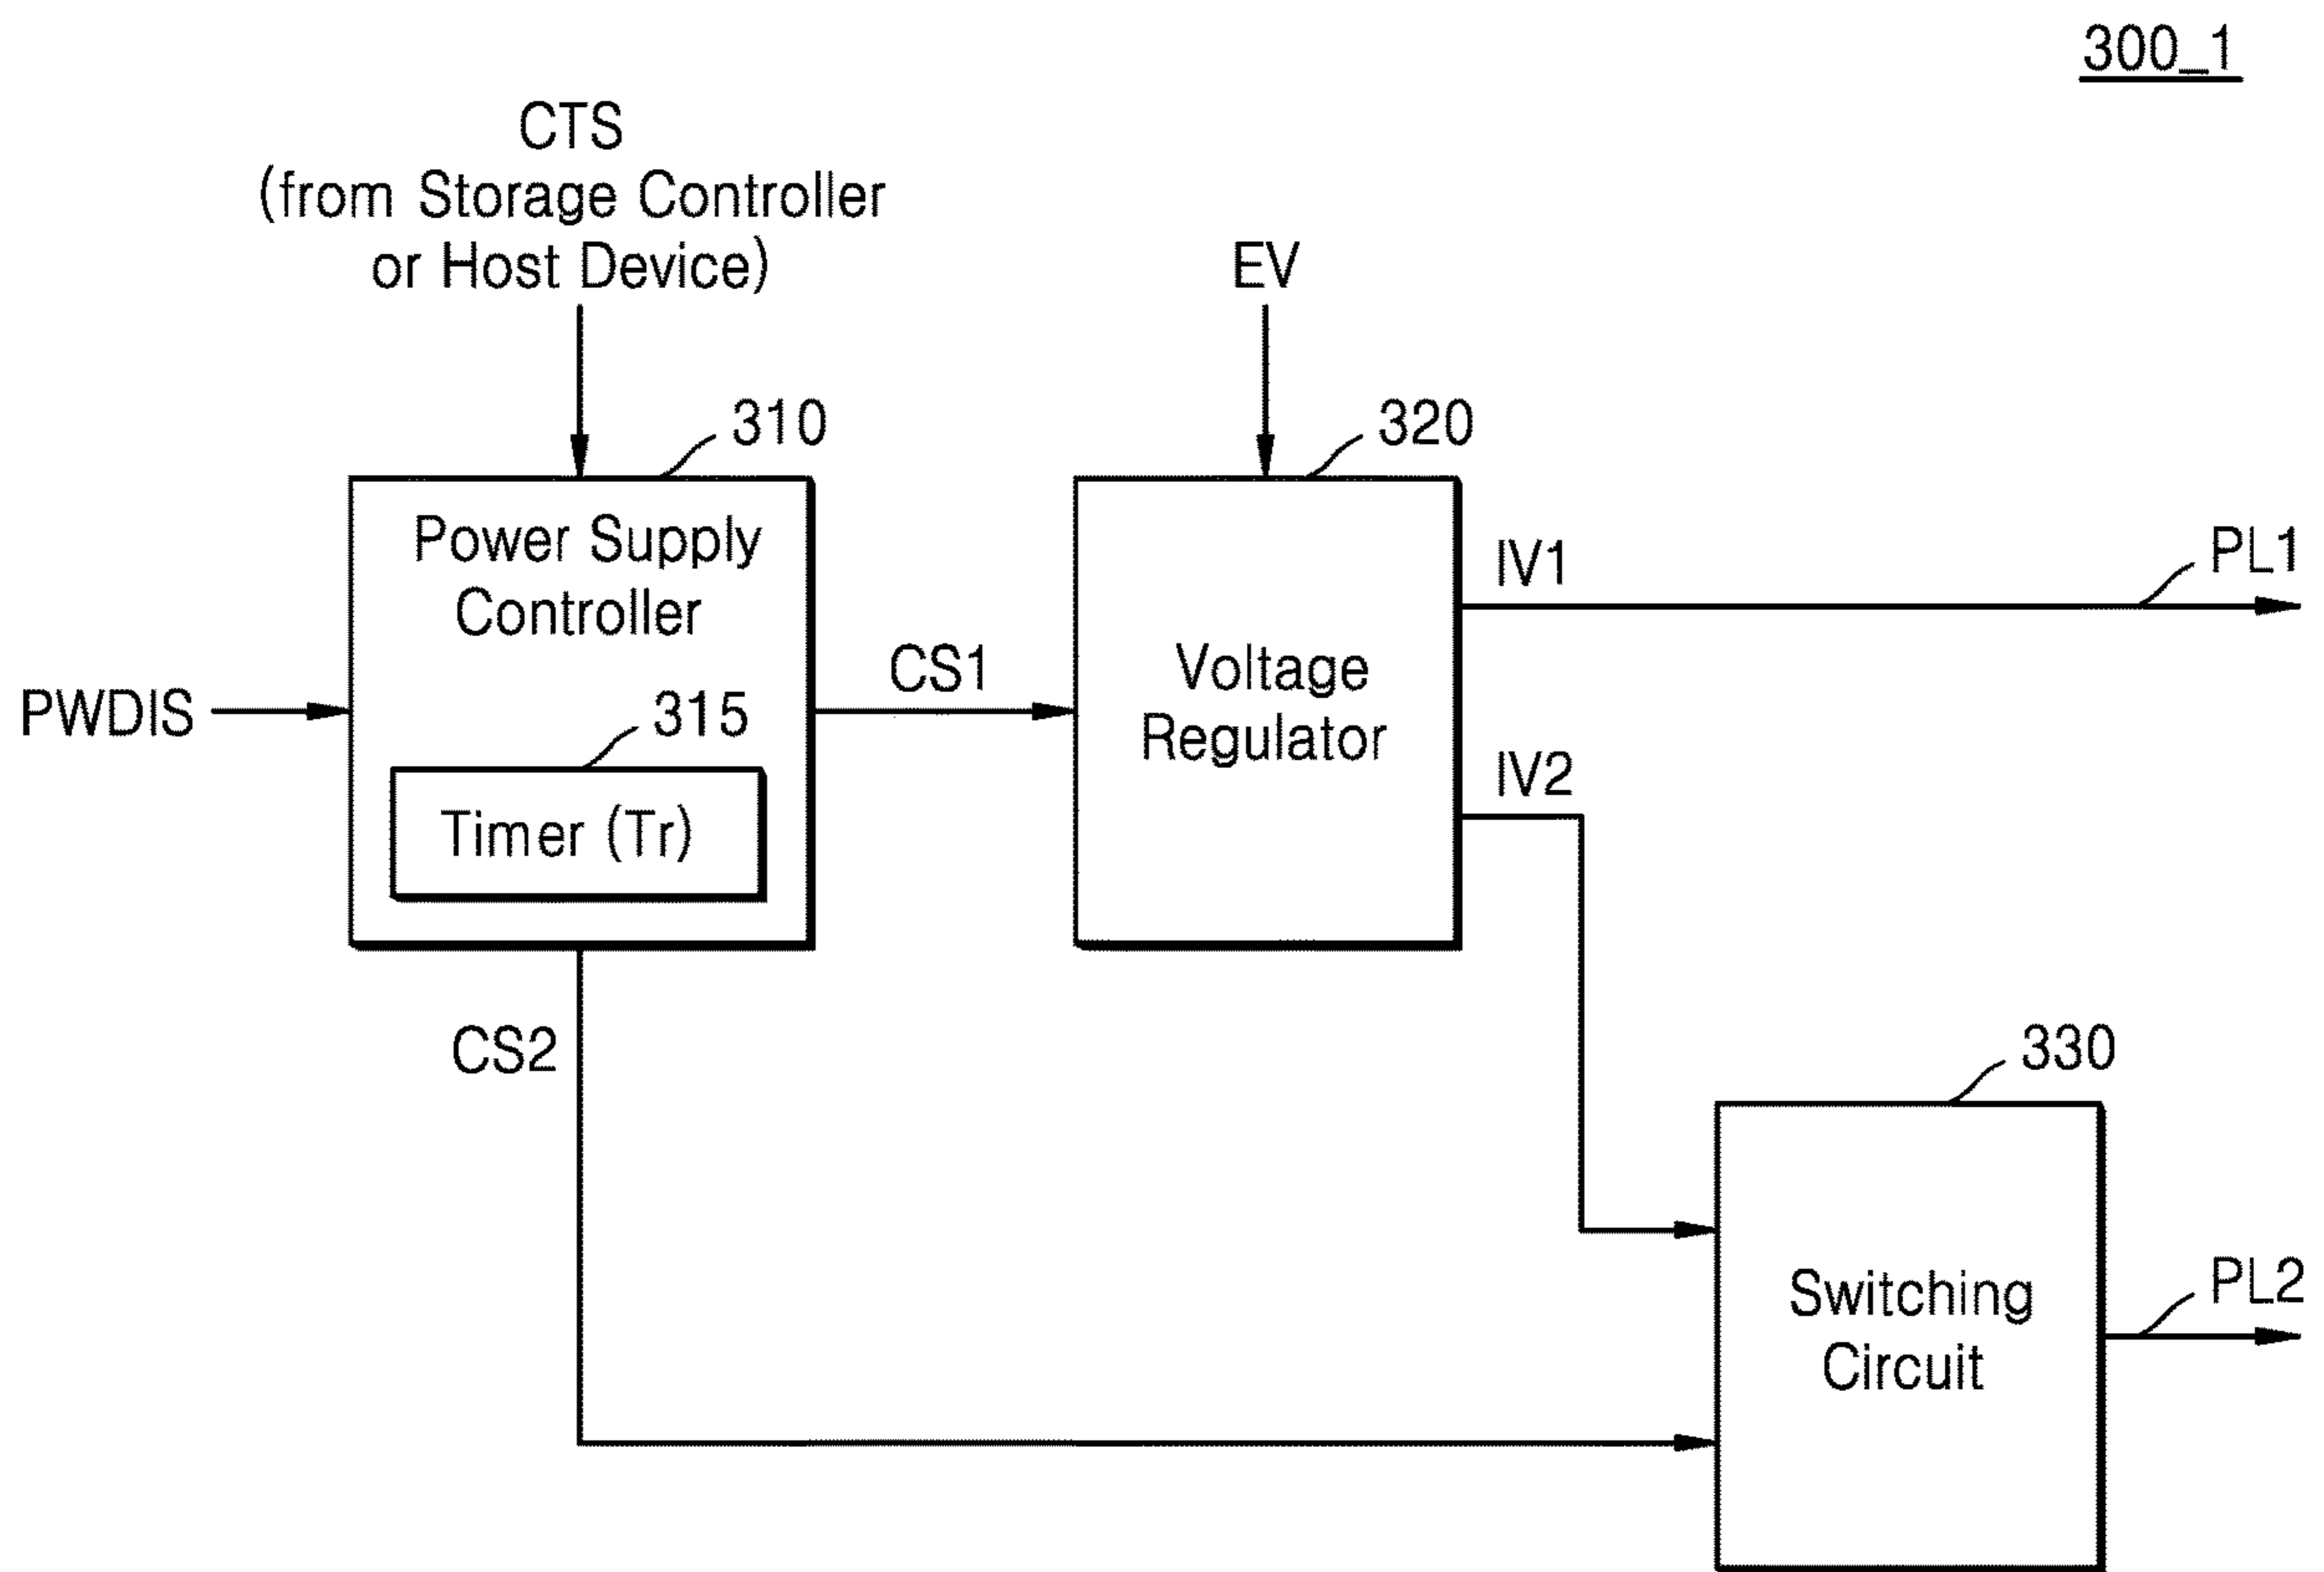 300_1
CTS
(from Storage Controller
or Host Device)
EV
310
320
Power Supply
Controller
IV1
PL1
PWDIS
CS1
Voltage
Regulator
315
Timer (Tr)
IV2
CS2
330
Switching
Circuit
PL2